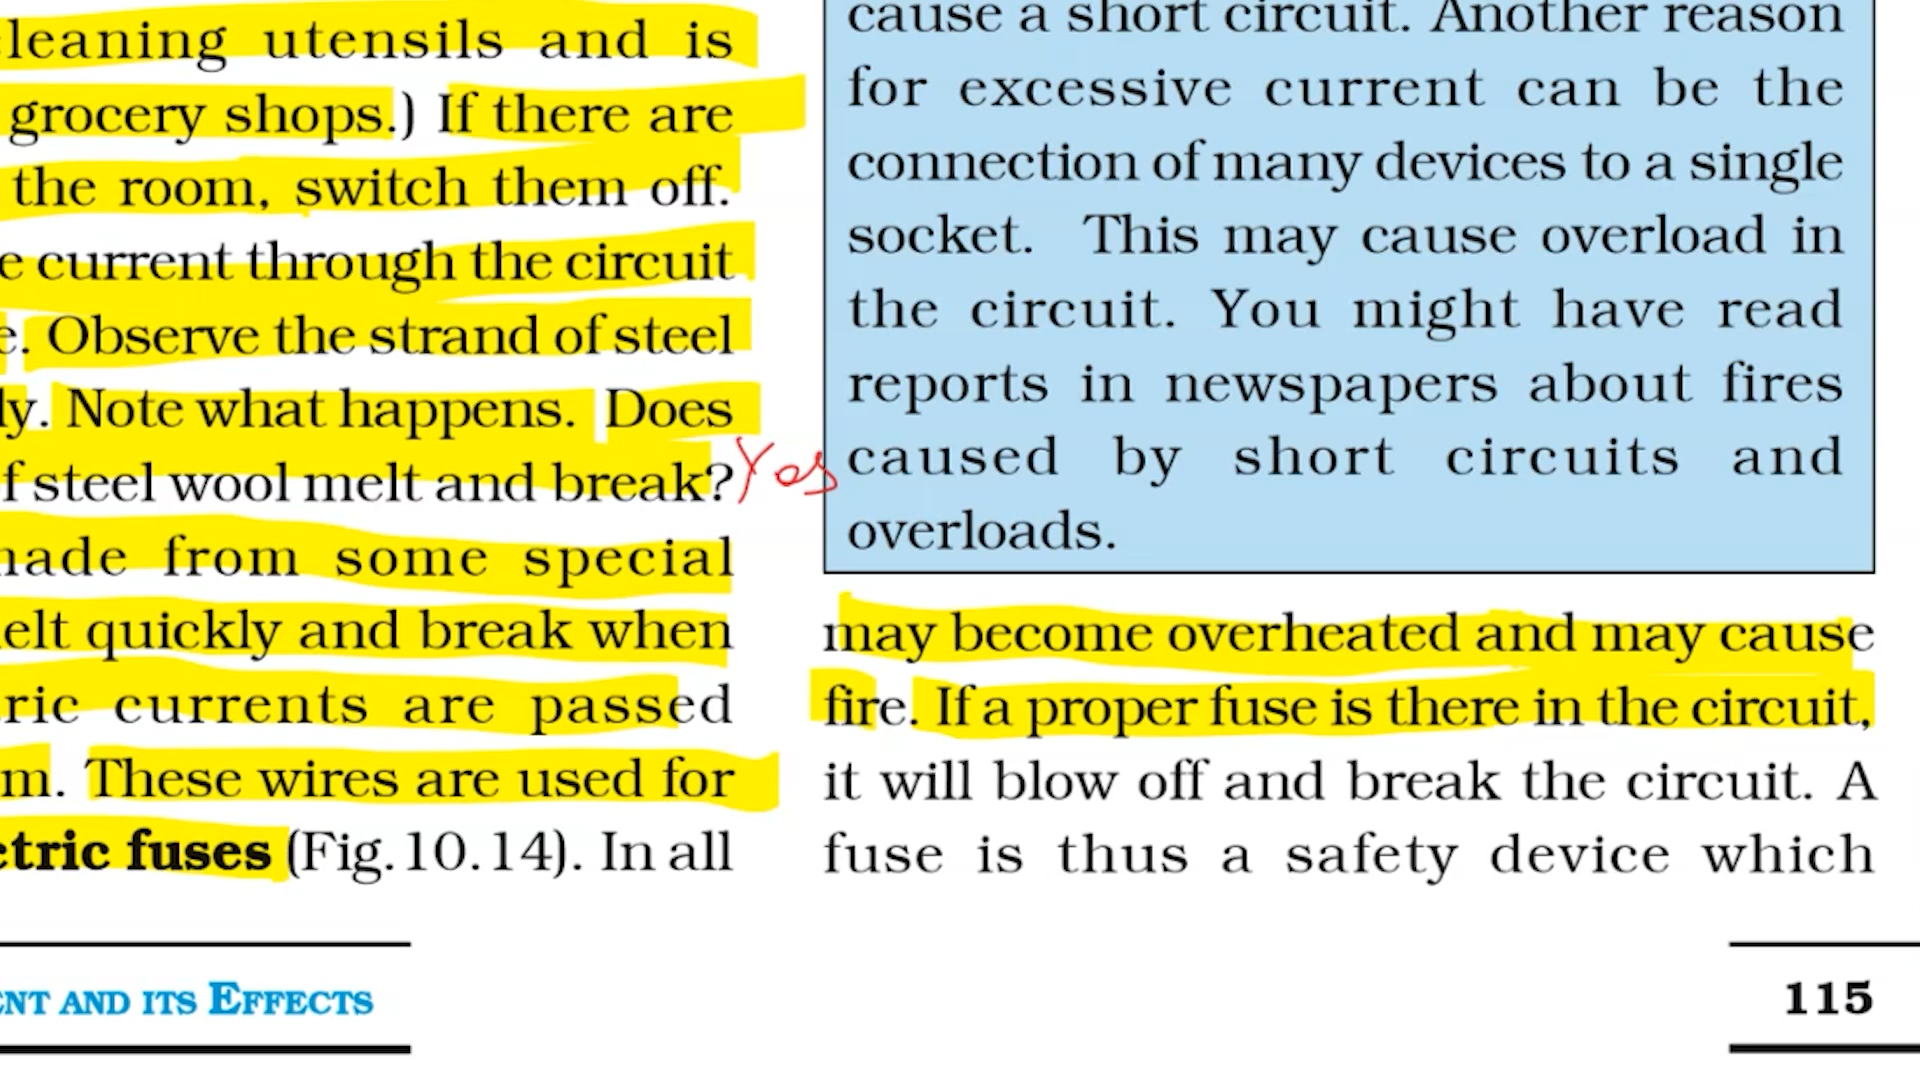 cleaning utensils and is
grocery shops.) If there are
the room, switch them off.
e current through the circuit
e. Observe the strand of steel
ly. Note what happens. Does
f steel wool melt and break?
Yes
made from some special
melt quickly and break when
ric currents are passed
m. These wires are used for
ctric fuses (Fig.10.14). In all
cause a short circuit. Another reason
for excessive current can be the
connection of many devices to a single
socket. This may cause overload in
the circuit. You might have read
reports in newspapers about fires
caused by short circuits and
overloads.
may become overheated and may cause
fire. If a proper fuse is there in the circuit,
it will blow off and break the circuit. A
fuse is thus a safety device which
ENT AND ITS EFFECTS
115